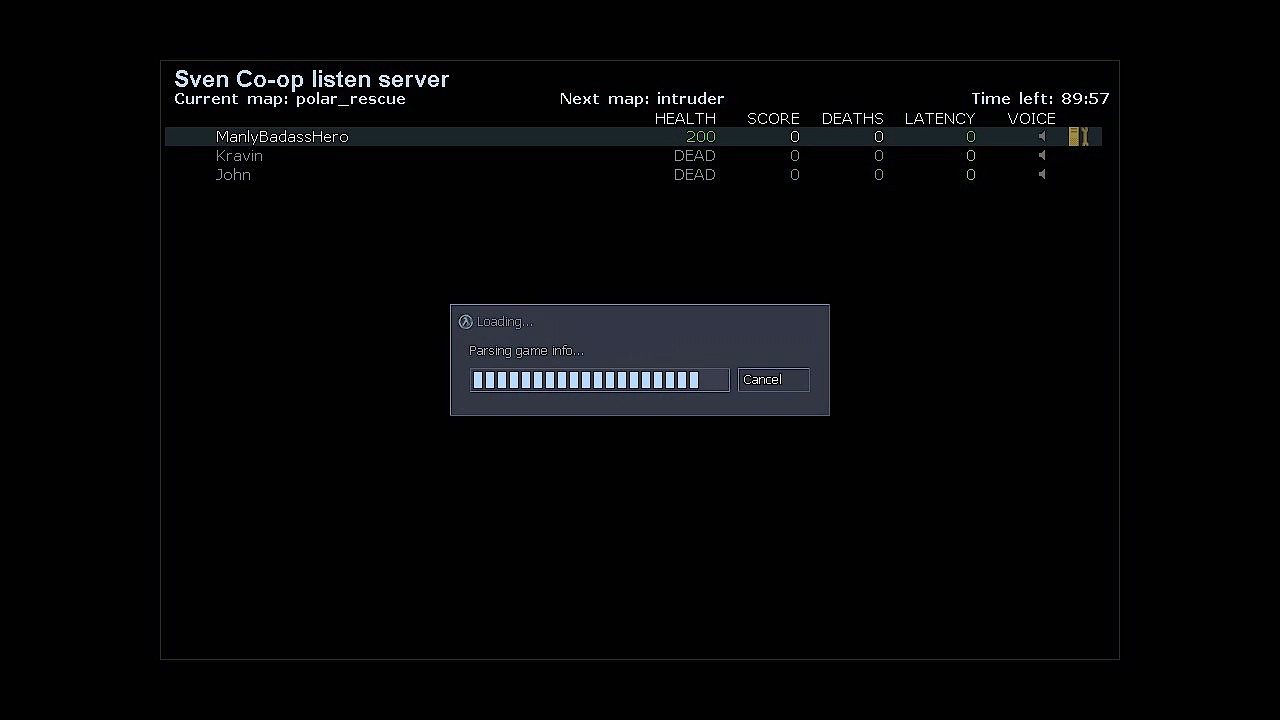 Sven Co-op listen server
Current map: polar_rescue Next map: intruder Time left: 89:57
HEALTH SCORE DEATHS LATENCY VOICE
ManlyBadassHero 200 0 0 0
Kravin DEAD 0 0 0
John DEAD 0 0 0
Loading...
Parsing game info...
Cancel